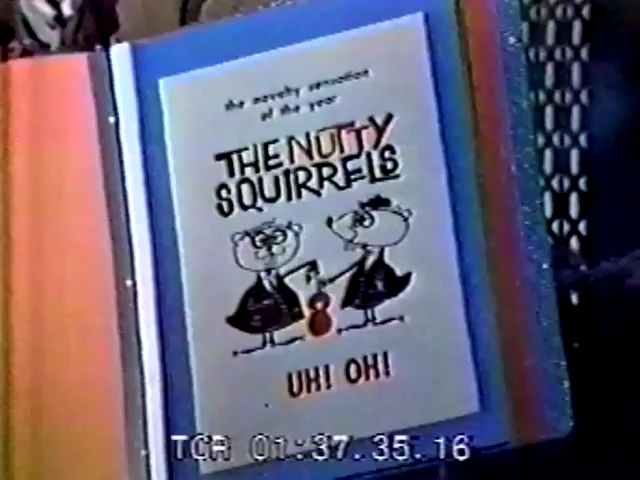 the novelty sensation
of the year
THE NUTTY
SQUIRRELS
UH! OH!
TCR 01:37.35.16